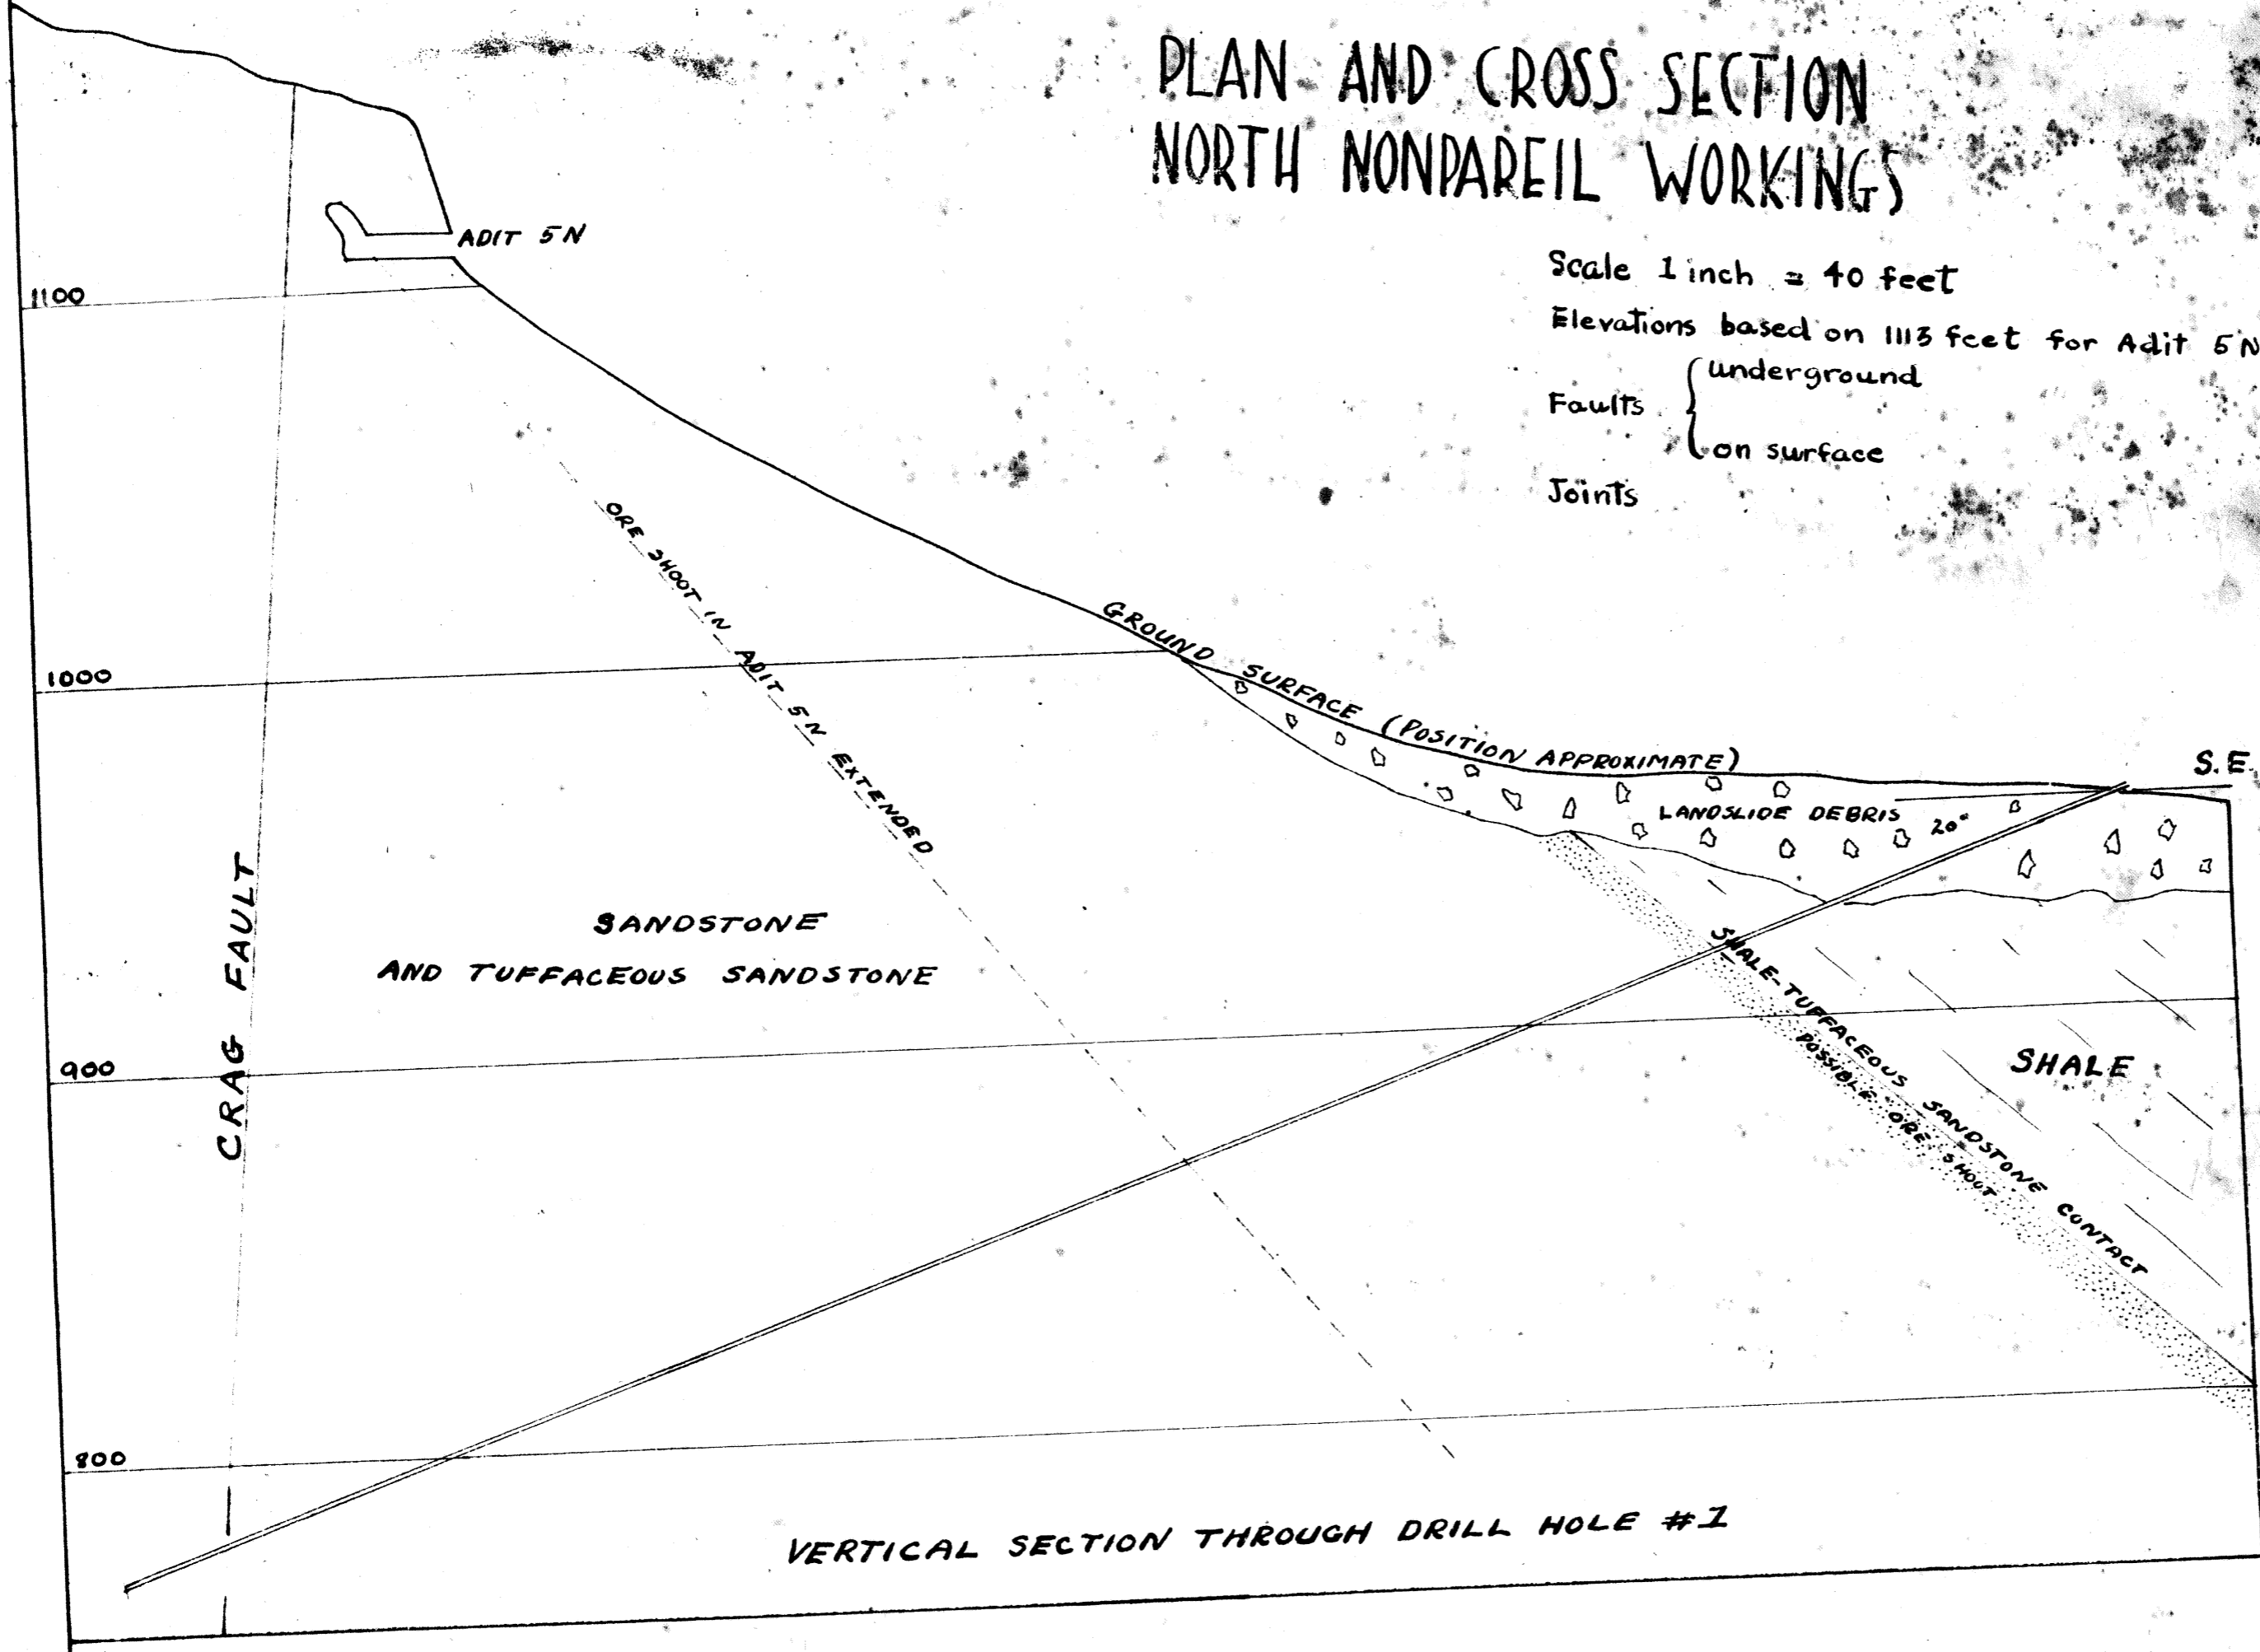 PLAN AND CROSS SECTION
NORTH NONPAREIL WORKINGS
Scale 1 inch = 40 feet
Elevations based on 1113 feet for Adit 5N
Faults { underground
on surface
Joints
ADIT 5N
1100
ORE SHOOT IN ADIT 5N EXTENDED
1000
GROUND SURFACE (POSITION APPROXIMATE)
S.E.
LANDSLIDE DEBRIS 20°
CRAG FAULT
SANDSTONE
AND TUFFACEOUS SANDSTONE
SHALE-TUFFACEOUS SANDSTONE CONTACT
POSSIBLE ORE SHOOT
SHALE
900
800
VERTICAL SECTION THROUGH DRILL HOLE #1